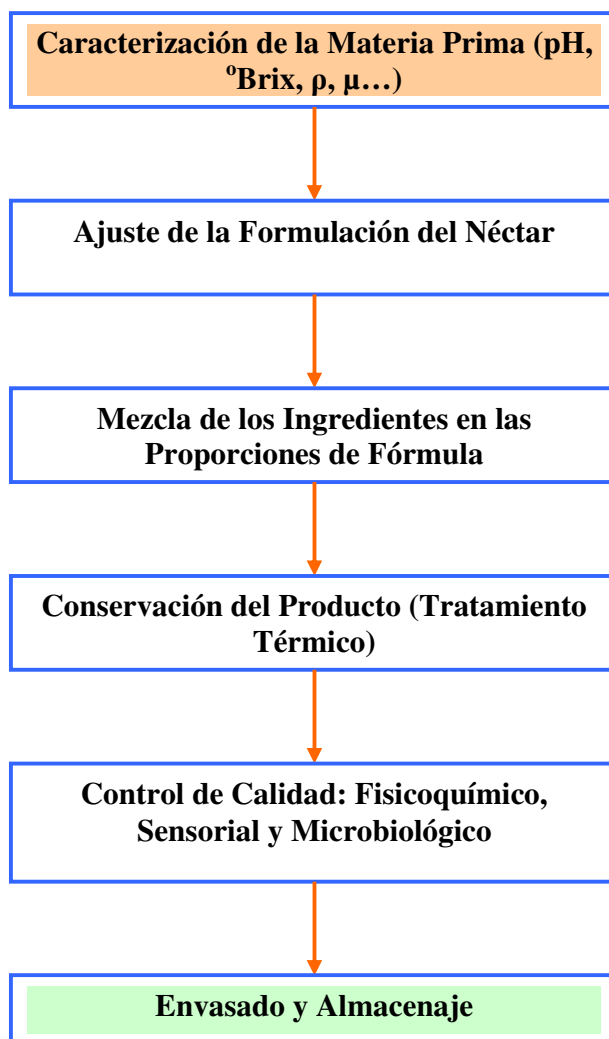 Caracterización de la Materia Prima (pH,
ºBrix, ρ, µ…)
Ajuste de la Formulación del Néctar
Mezcla de los Ingredientes en las
Proporciones de Fórmula
Conservación del Producto (Tratamiento
Térmico)
Control de Calidad: Fisicoquímico,
Sensorial y Microbiológico
Envasado y Almacenaje